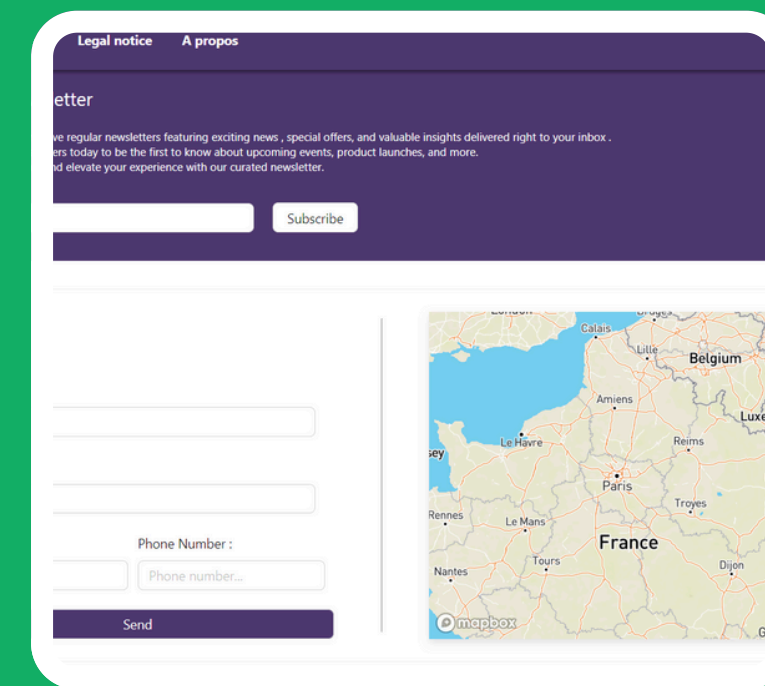 Legal notice A propos
etter
ve regular newsletters featuring exciting news , special offers, and valuable insights delivered right to your inbox .
ers today to be the first to know about upcoming events, product launches, and more.
nd elevate your experience with our curated newsletter.
Subscribe
Calais
Lille
Belgium
Amiens
Luxe
Le Havre
Reims
sey
Paris
Troyes
Rennes
Le Mans
France
Phone Number :
Tours
Dijon
Nantes
Phone number...
mapbox
Send